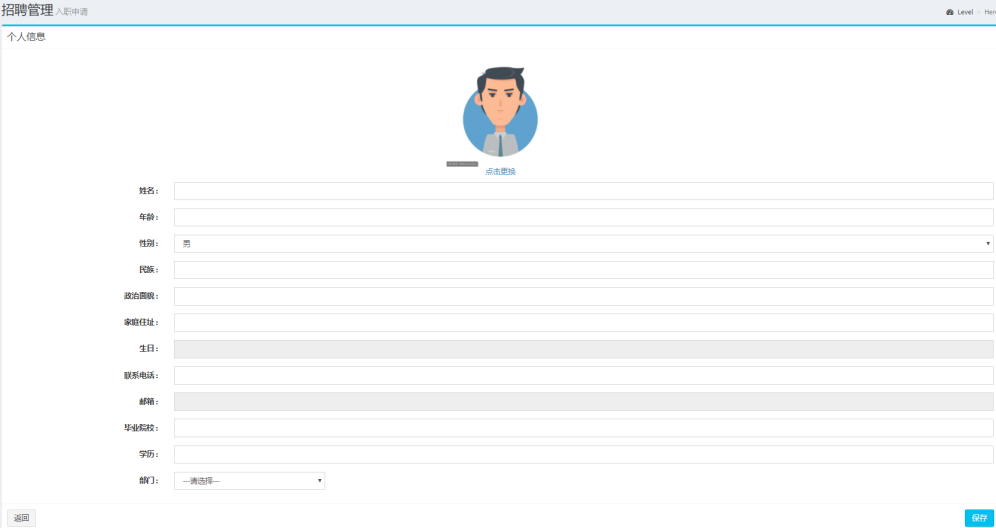 招聘管理 入职申请
Level > Her
个人信息
点击更换
姓名：
年龄：
性别： 男
民族：
政治面貌：
家庭住址：
生日：
联系电话：
邮箱：
毕业院校：
学历：
部门： ---请选择---
返回 保存